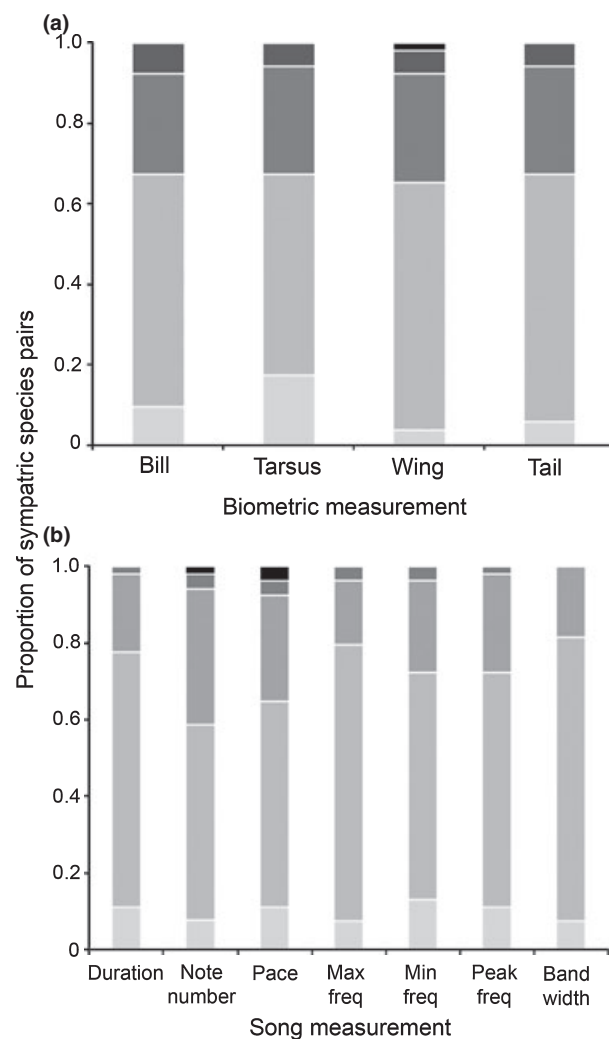 (a)
1.0
0.8
0.6
0.4
0.2
0
Bill Tarsus Wing Tail
Biometric measurement
Proportion of sympatric species pairs
(b)
1.0
0.8
0.6
0.4
0.2
0
Duration Note number Pace Max freq Min freq Peak freq Band width
Song measurement